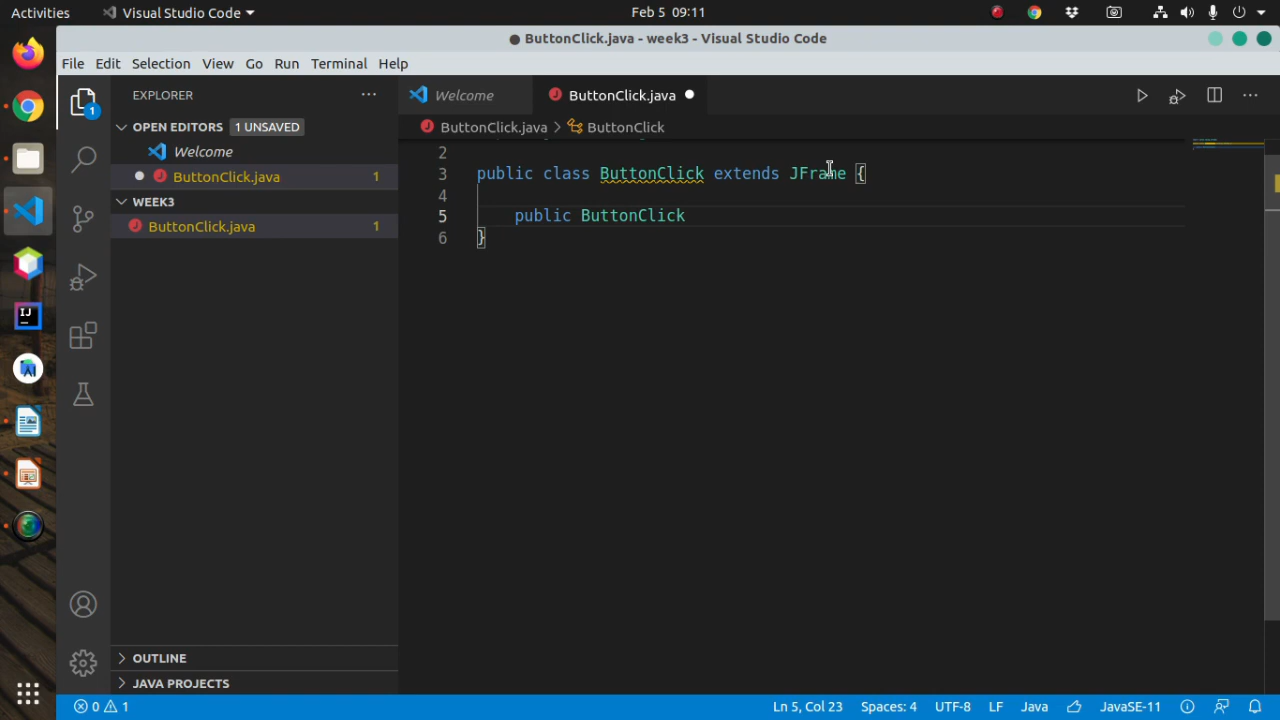 Activities Visual Studio Code Feb 5 09:11
● ButtonClick.java - week3 - Visual Studio Code
File Edit Selection View Go Run Terminal Help
EXPLORER
Welcome
ButtonClick.java
OPEN EDITORS 1 UNSAVED
Welcome
ButtonClick.java 1
WEEK3
ButtonClick.java 1
OUTLINE
JAVA PROJECTS
1
ButtonClick.java > ButtonClick
2
3 public class ButtonClick extends JFrame {
4
5 public ButtonClick
6 }
IJ
0 1
Ln 5, Col 23 Spaces: 4 UTF-8 LF Java JavaSE-11